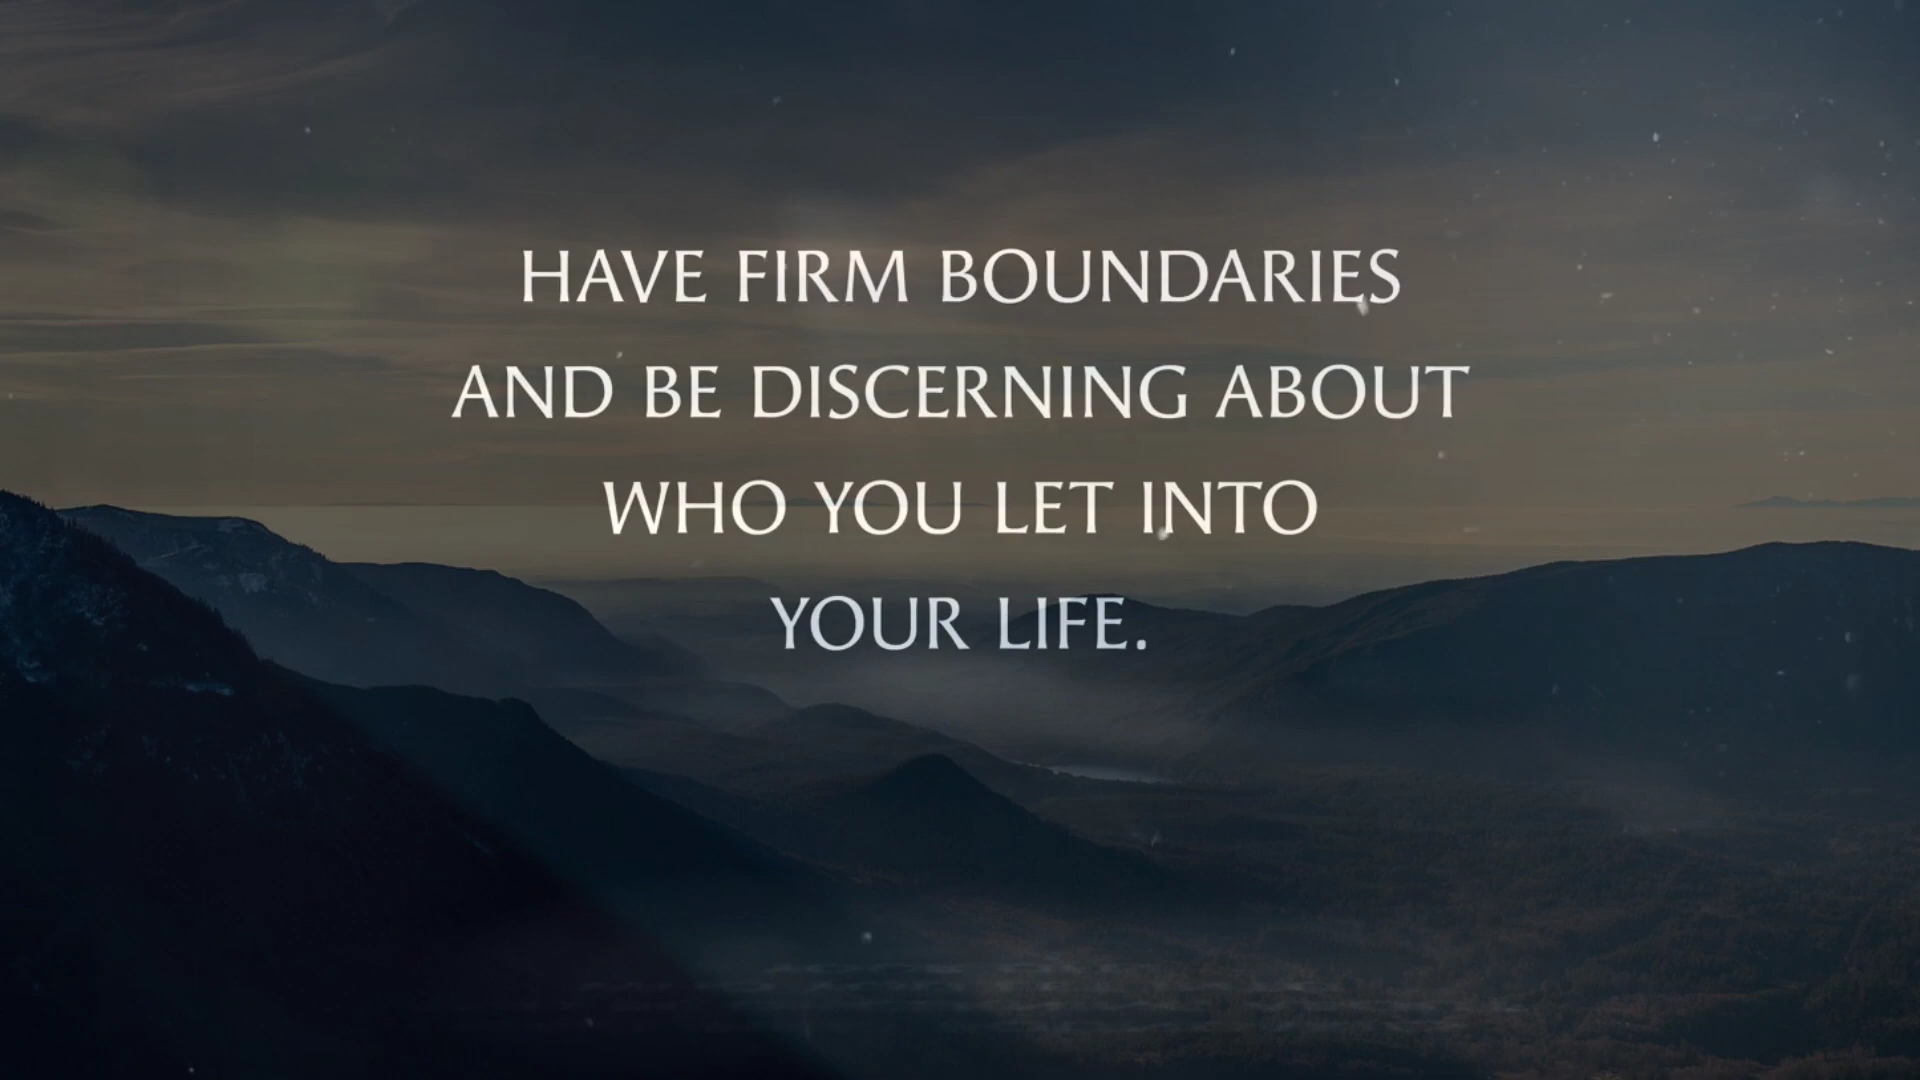 HAVE FIRM BOUNDARIES
AND BE DISCERNING ABOUT
WHO YOU LET INTO
YOUR LIFE.